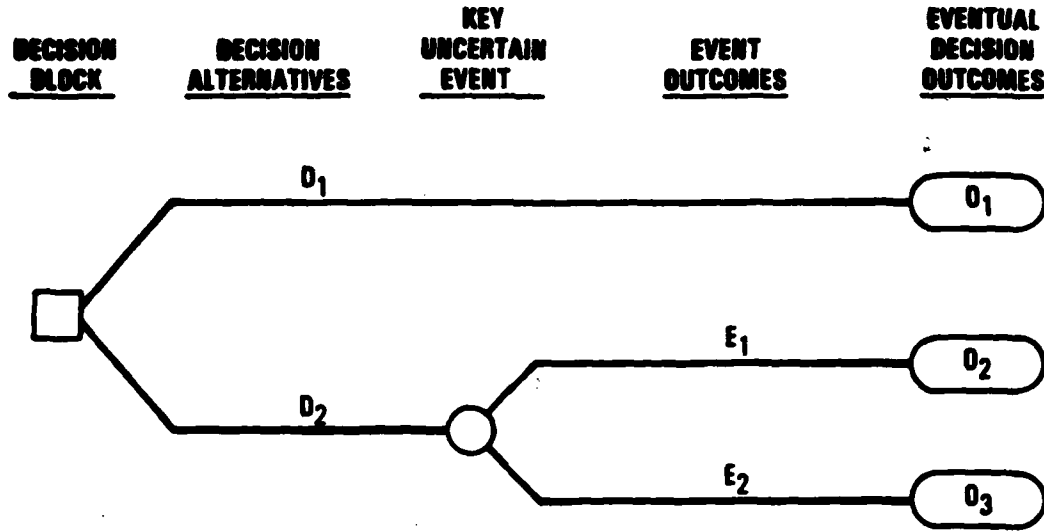 DECISION BLOCK
DECISION ALTERNATIVES
KEY UNCERTAIN EVENT
EVENT OUTCOMES
EVENTUAL DECISION OUTCOMES
D1
O1
E1
O2
D2
E2
O3